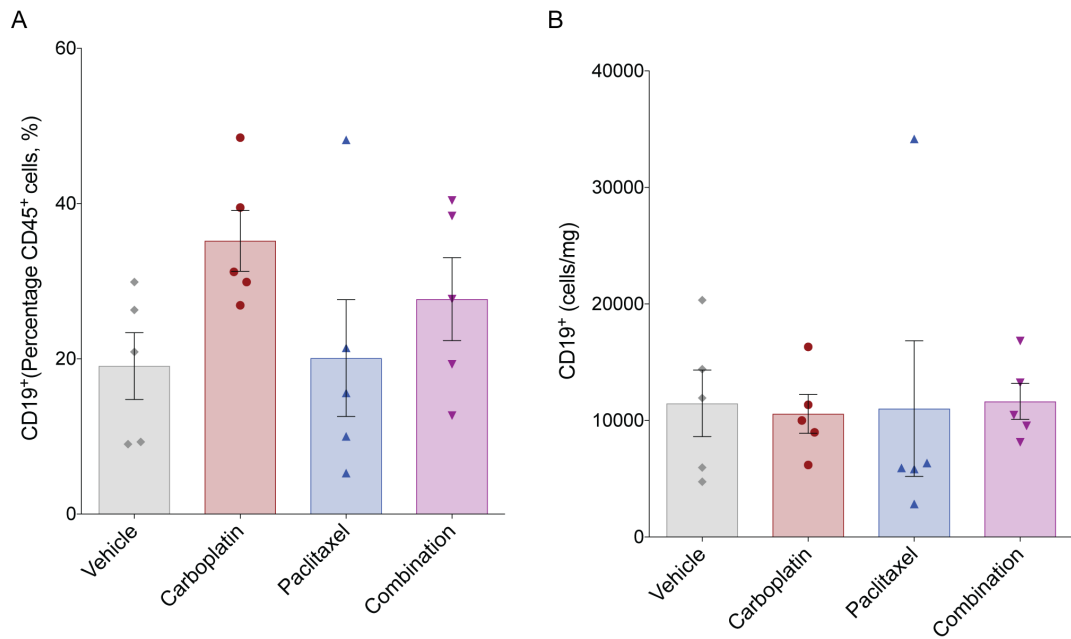 A
CD19+(Percentage CD45+ cells, %)
60
40
20
0
Vehicle
Carboplatin
Paclitaxel
Combination
B
CD19+ (cells/mg)
40000
30000
20000
10000
0
Vehicle
Carboplatin
Paclitaxel
Combination